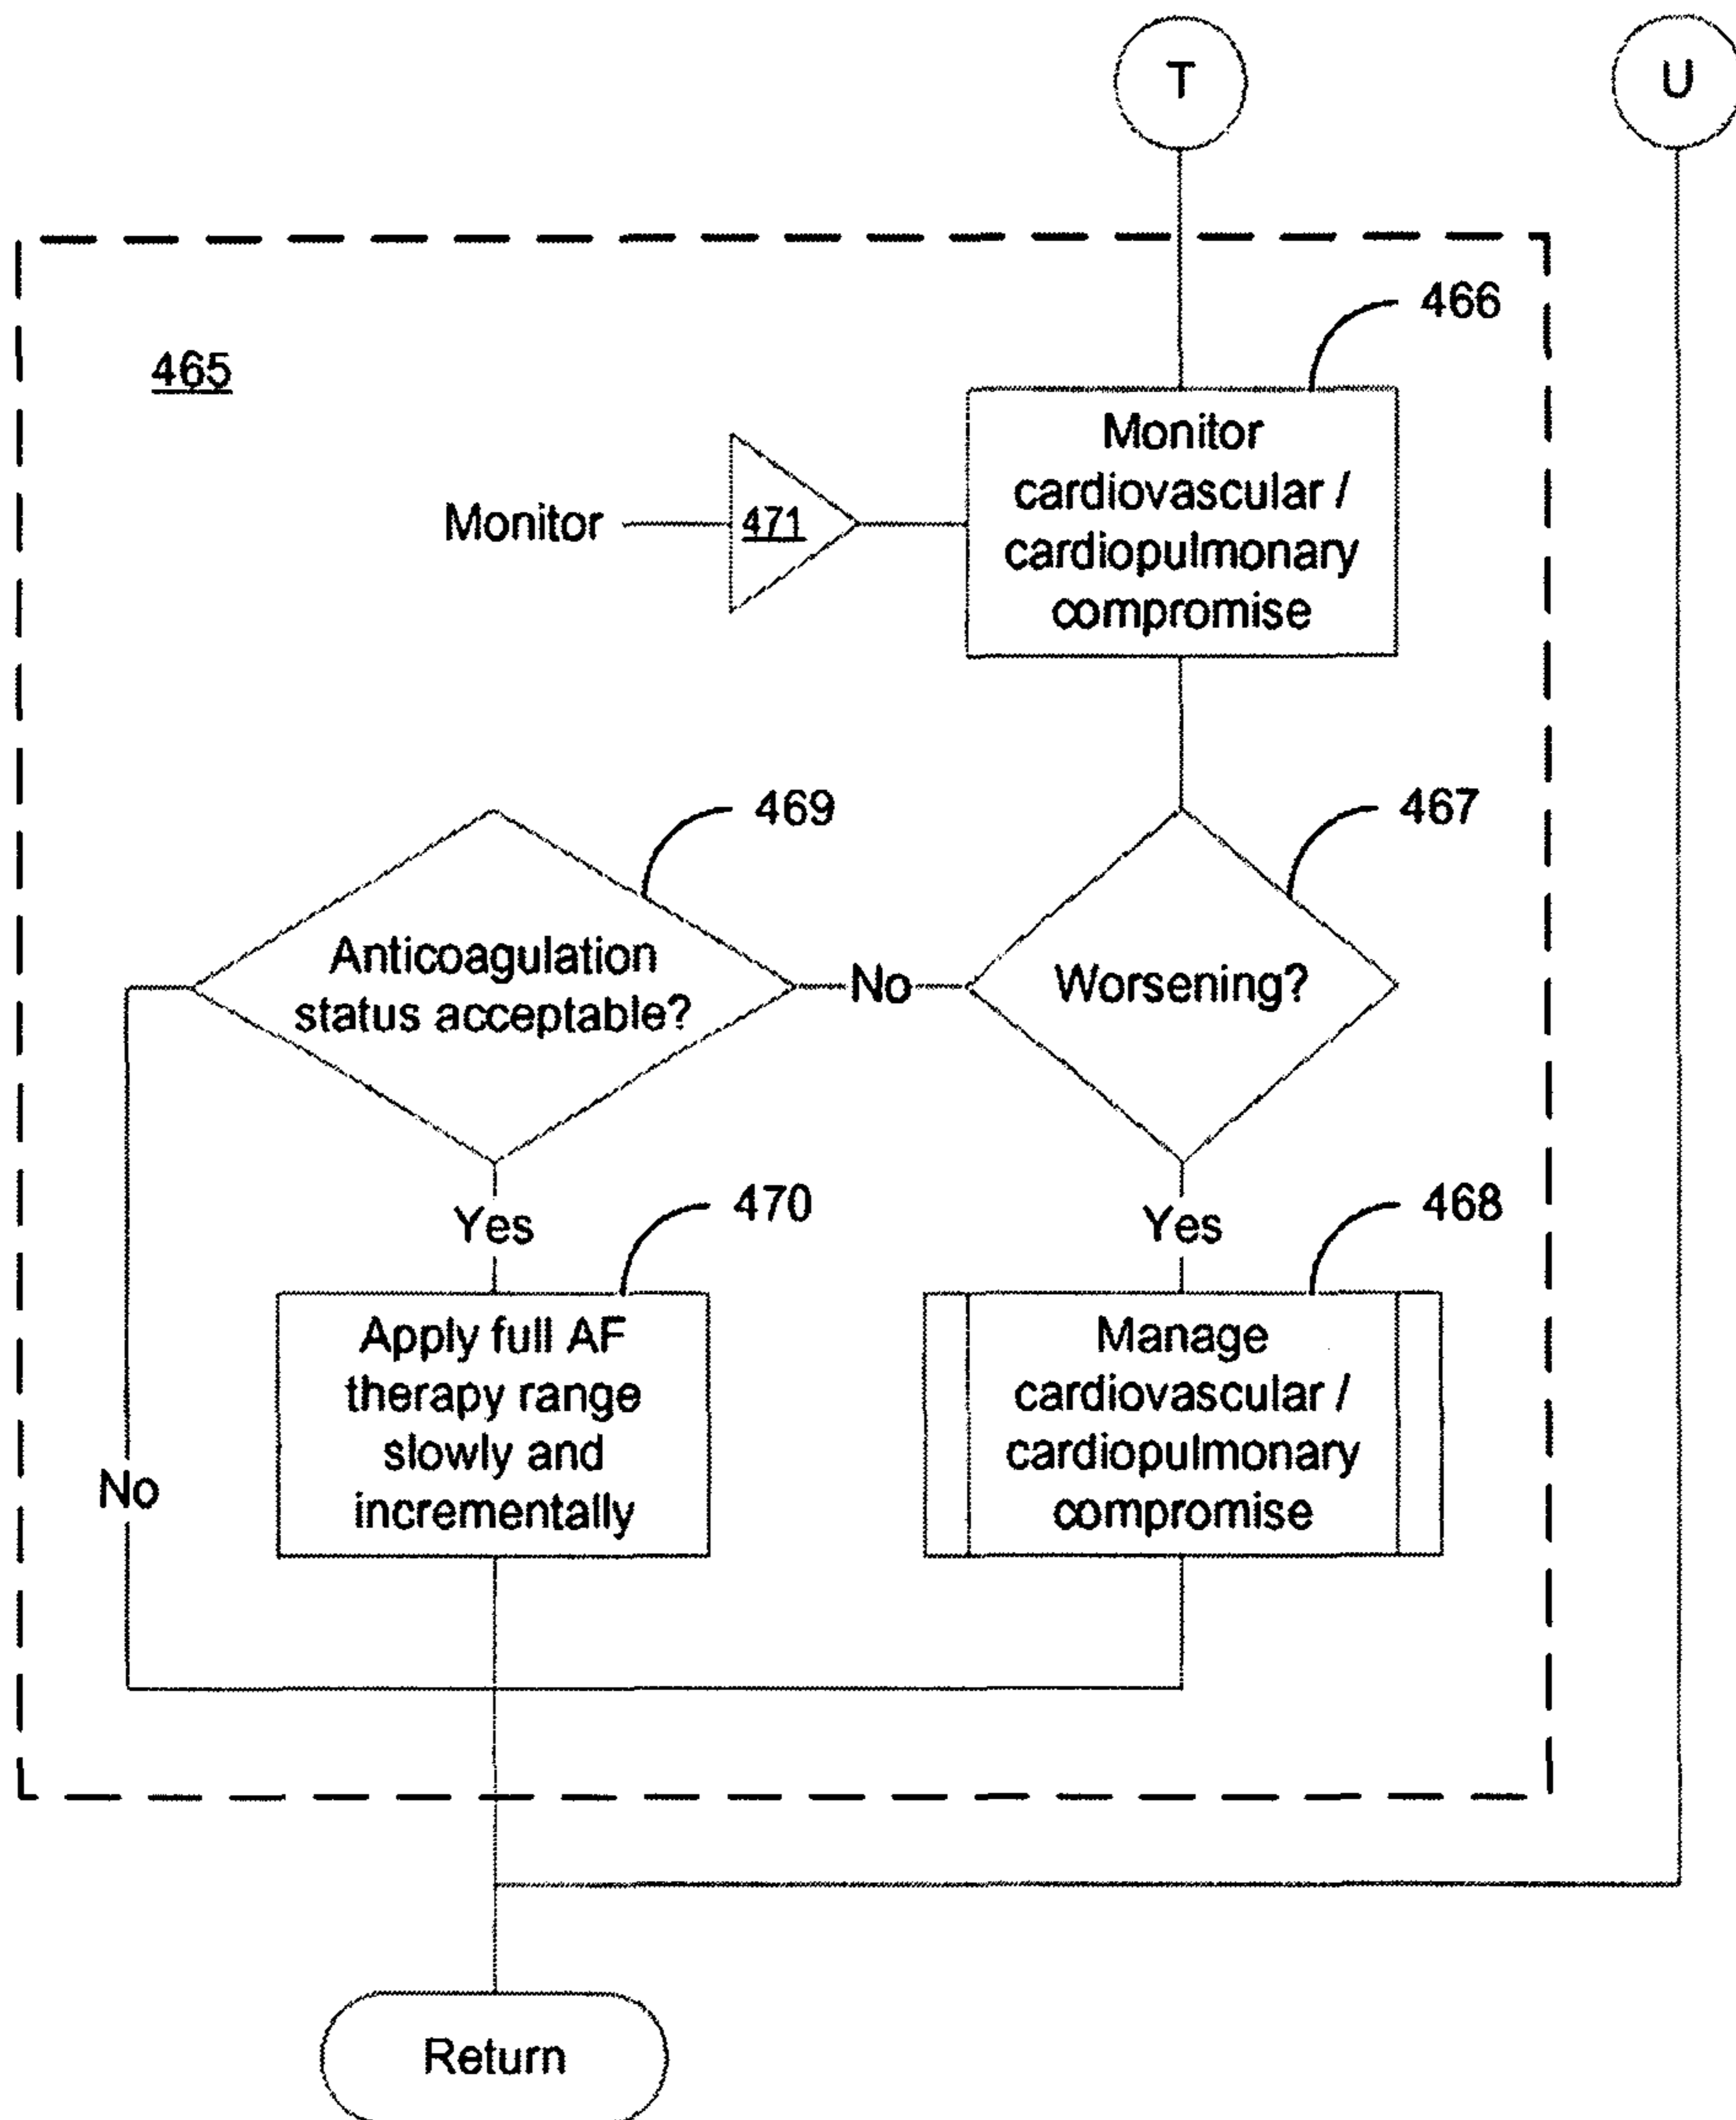 T
U
466
465
Monitor
cardiovascular /
cardiopulmonary
compromise
Monitor
471
469
467
Anticoagulation
status acceptable?
No
Worsening?
Yes
470
Yes
468
Apply full AF
therapy range
slowly and
incrementally
Manage
cardiovascular /
cardiopulmonary
compromise
No
Return